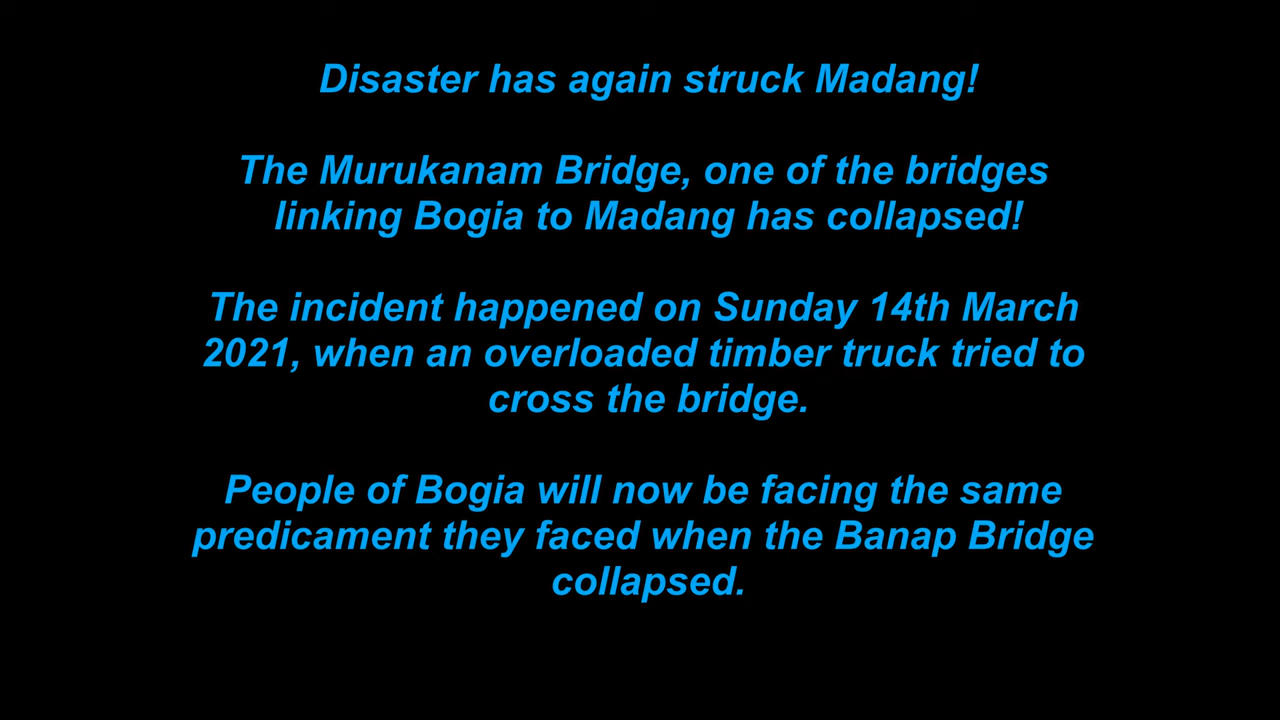 Disaster has again struck Madang!
The Murukanam Bridge, one of the bridges
linking Bogia to Madang has collapsed!
The incident happened on Sunday 14th March
2021, when an overloaded timber truck tried to
cross the bridge.
People of Bogia will now be facing the same
predicament they faced when the Banap Bridge
collapsed.